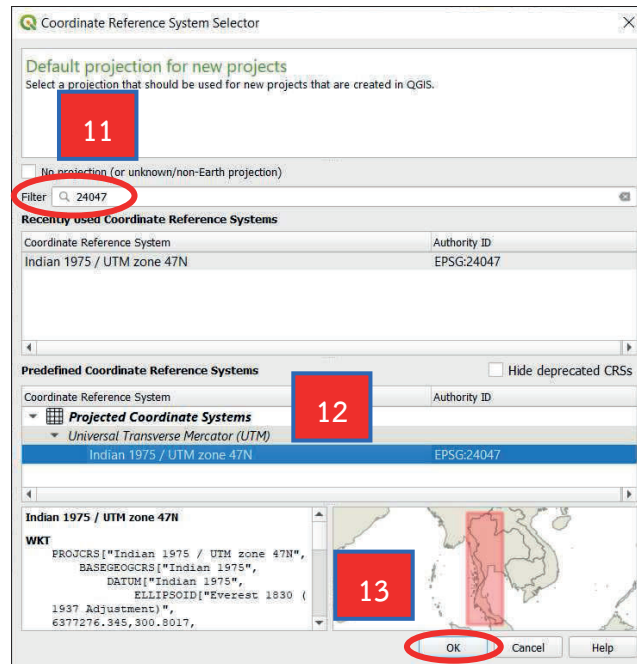 Coordinate Reference System Selector
Default projection for new projects
Select a projection that should be used for new projects that are created in QGIS.
11
No projection (or unknown/non-Earth projection)
Filter 24047
Recently Used Coordinate Reference Systems
Coordinate Reference System Authority ID
Indian 1975 / UTM zone 47N EPSG:24047
Predefined Coordinate Reference Systems Hide deprecated CRSs
12
Coordinate Reference System Authority ID
Projected Coordinate Systems
Universal Transverse Mercator (UTM)
Indian 1975 / UTM zone 47N EPSG:24047
Indian 1975 / UTM zone 47N
WKT
PROJCRS["Indian 1975 / UTM zone 47N",
BASEGEOGCRS["Indian 1975",
DATUM["Indian 1975",
ELLIPSOID["Everest 1830 (
1937 Adjustment)",
6377276.345,300.8017,
13
OK Cancel Help